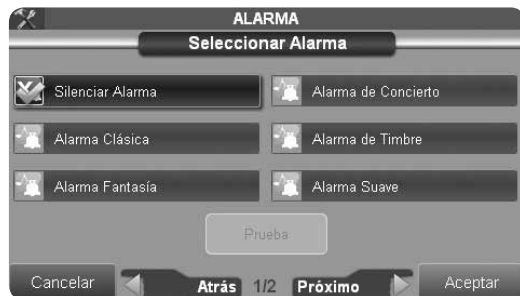 ALARMA
Seleccionar Alarma
Silenciar Alarma
Alarma de Concierto
Alarma Clásica
Alarma de Timbre
Alarma Fantasía
Alarma Suave
Prueba
Cancelar Atrás 1/2 Próximo Aceptar